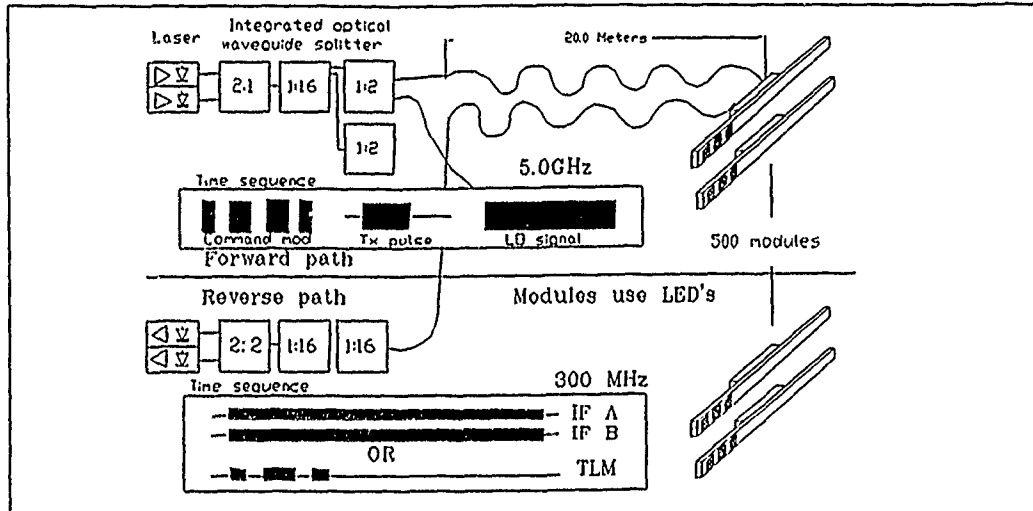 Laser
Integrated optical
waveguide splitter
20.0 Meters
2:1
1:16
1:2
1:2
5.0GHz
Time sequence
Command mod
Tx pulse
LO signal
Forward path
500 modules
Reverse path
Modules use LED's
2:2
1:16
1:16
Time sequence
300 MHz
IF A
IF B
OR
TLM